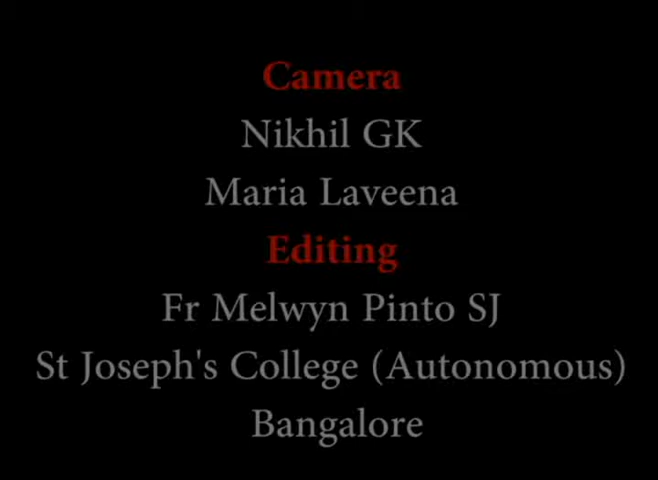 Camera
Nikhil GK
Maria Laveena
Editing
Fr Melwyn Pinto SJ
St Joseph's College (Autonomous)
Bangalore